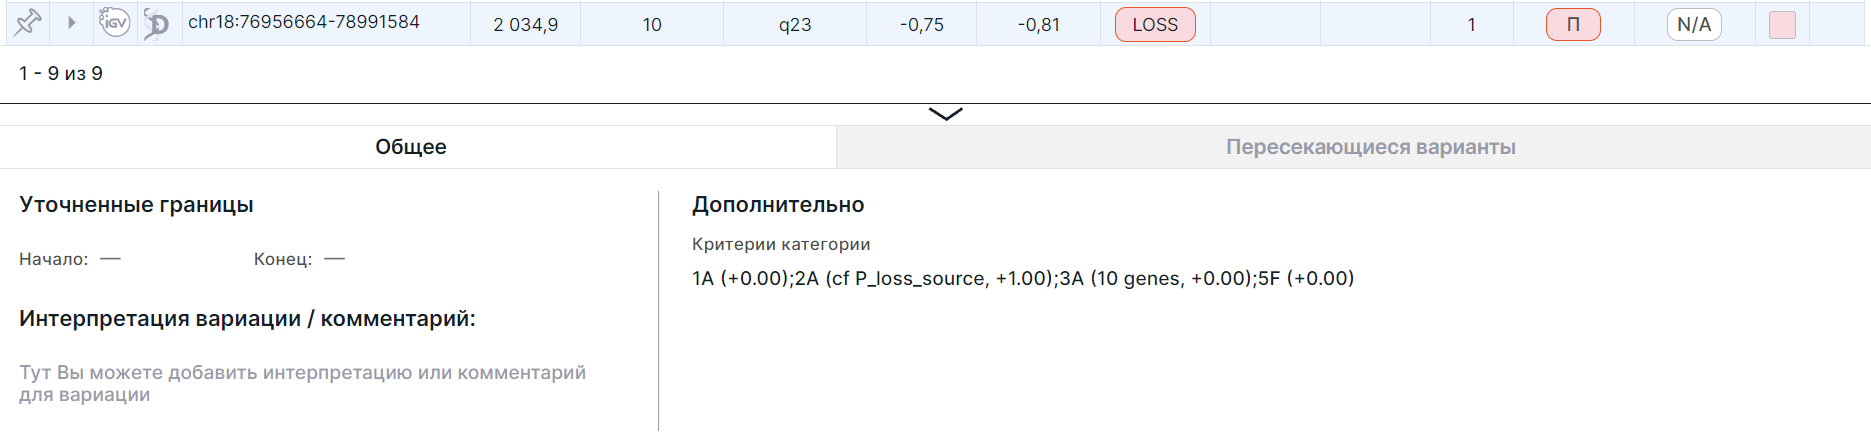 IGV chr18:76956664-78991584 2 034,9 10 q23 -0,75 -0,81 LOSS 1 П N/A
1 - 9 из 9
Общее Пересекающиеся варианты
Уточненные границы Дополнительно
Критерии категории
Начало: — Конец: —
1A (+0.00);2A (cf P_loss_source, +1.00);3A (10 genes, +0.00);5F (+0.00)
Интерпретация вариации / комментарий:
Тут Вы можете добавить интерпретацию или комментарий
для вариации